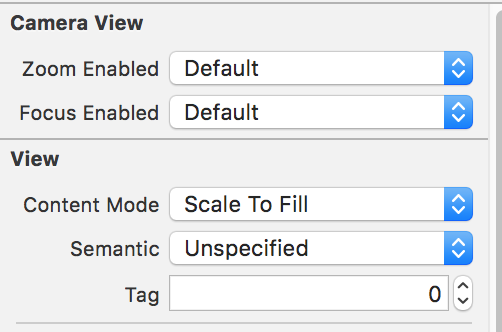 Camera View
Zoom Enabled Default
Focus Enabled Default
View
Content Mode Scale To Fill
Semantic Unspecified
Tag 0